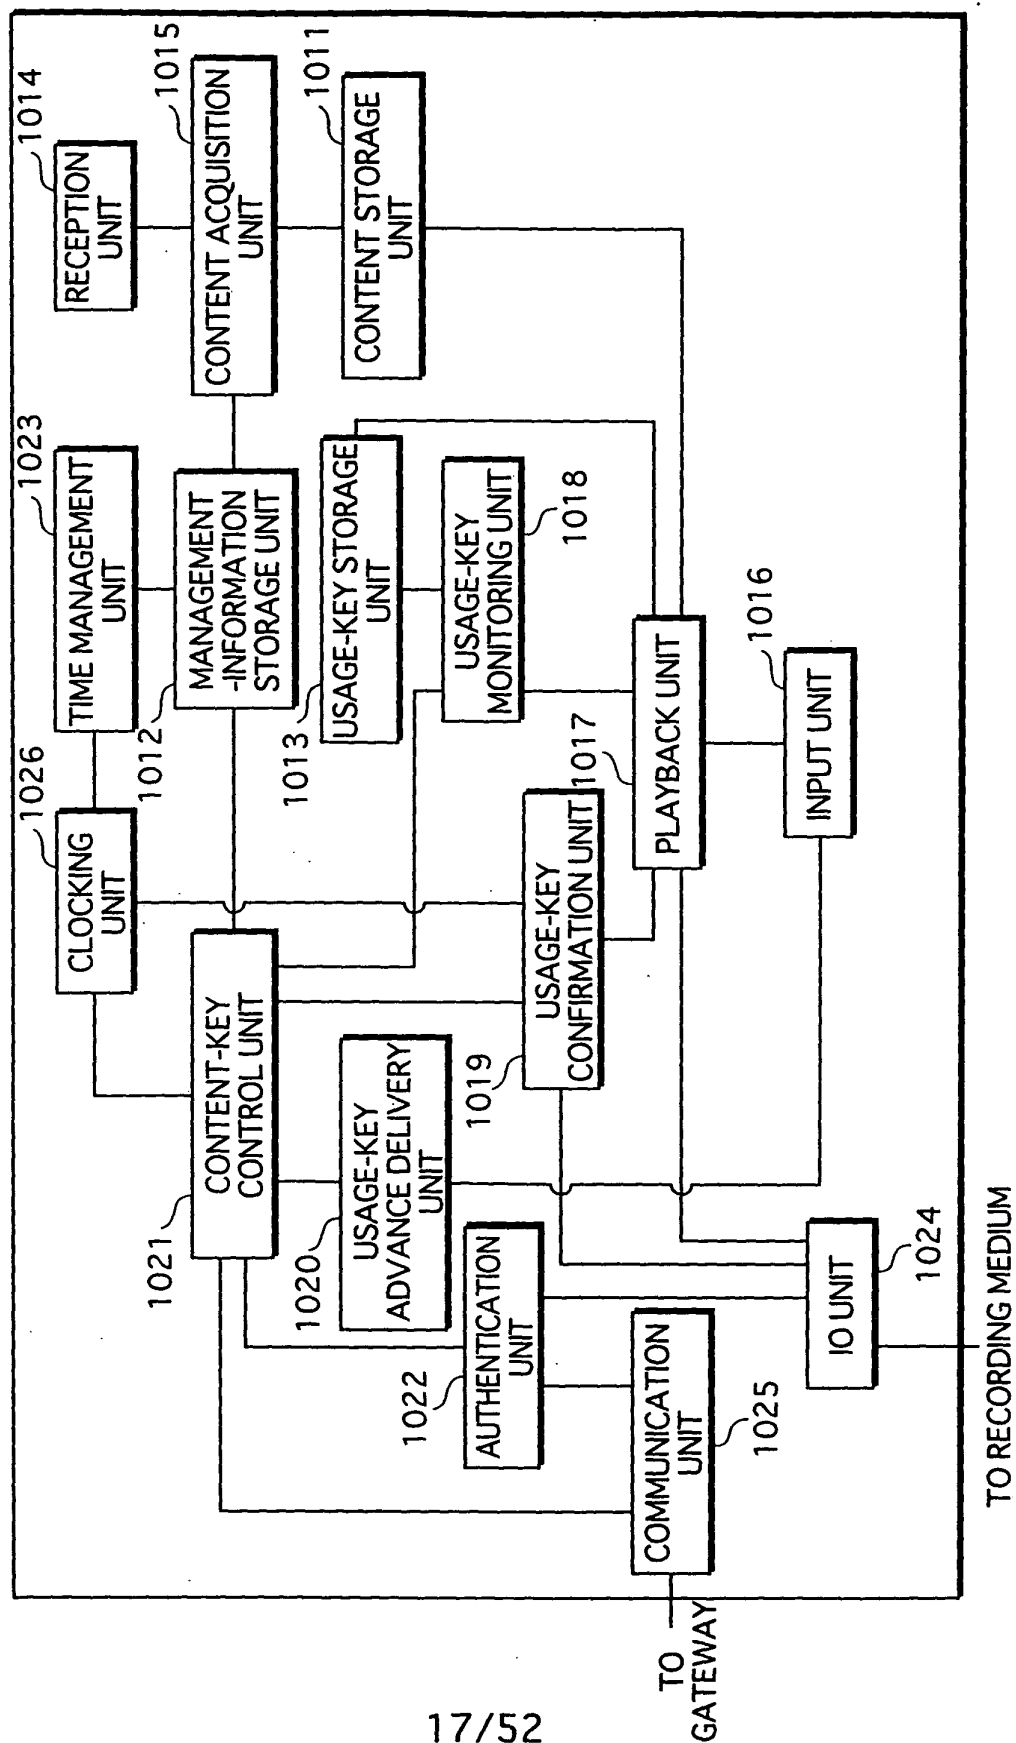 1014
RECEPTION
UNIT
1015
CONTENT ACQUISITION
UNIT
1011
CONTENT STORAGE
UNIT
1023
TIME MANAGEMENT
UNIT
1012
MANAGEMENT
-INFORMATION
STORAGE UNIT
1013
USAGE-KEY STORAGE
UNIT
USAGE-KEY
MONITORING UNIT
1018
1026
CLOCKING
UNIT
1021
CONTENT-KEY
CONTROL UNIT
1020
USAGE-KEY
ADVANCE DELIVERY
UNIT
1019
USAGE-KEY
CONFIRMATION UNIT
1017
PLAYBACK UNIT
1016
INPUT UNIT
1022
AUTHENTICATION
UNIT
COMMUNICATION
UNIT
1025
IO UNIT
1024
TO
GATEWAY
TO RECORDING MEDIUM
17/52